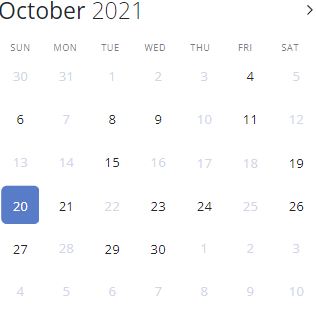 October 2021
SUN MON TUE WED THU FRI SAT
30 31 1 2 3 4 5
6 7 8 9 10 11 12
13 14 15 16 17 18 19
20 21 22 23 24 25 26
27 28 29 30 1 2 3
4 5 6 7 8 9 10